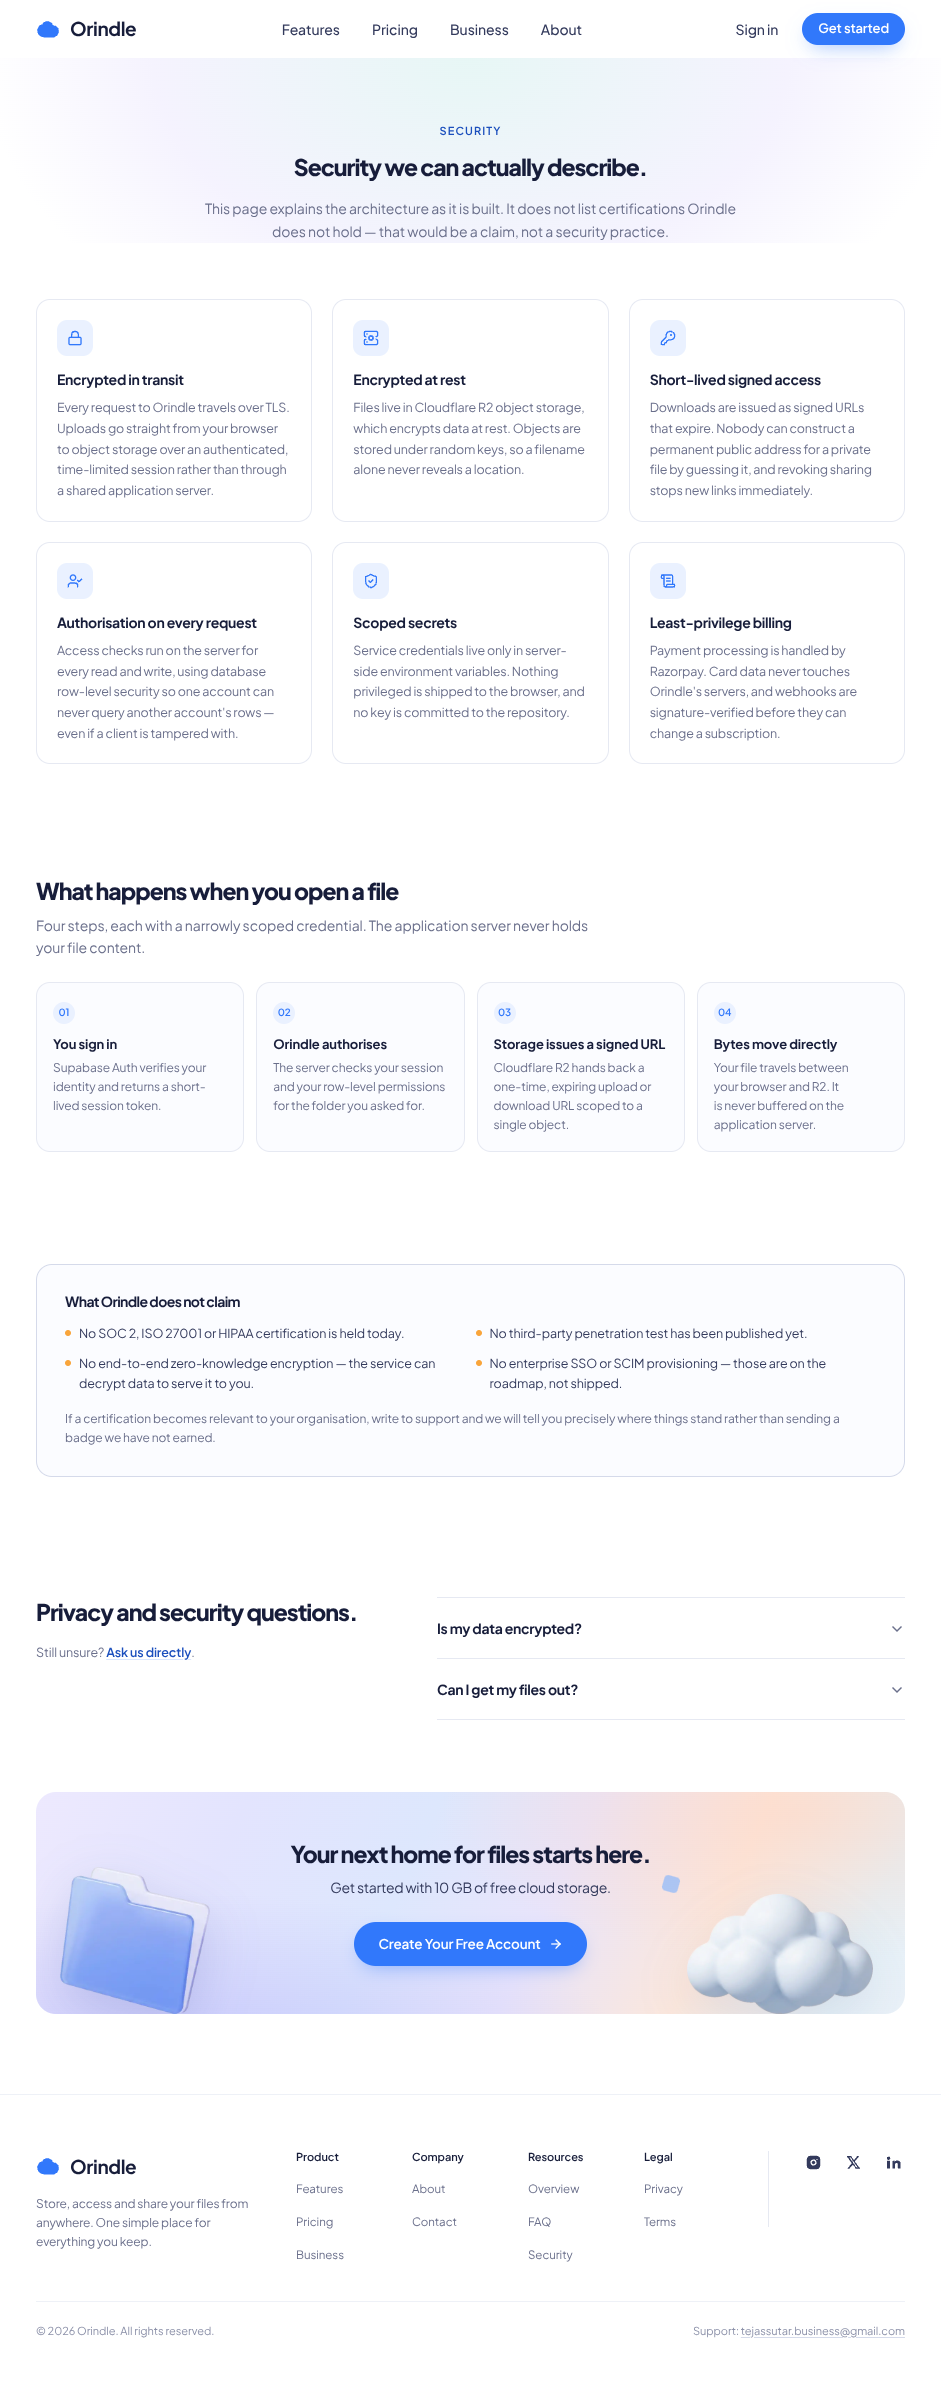 Orindle
Features
Pricing
Business
About
Sign in
Get started
SECURITY
Security we can actually describe.
This page explains the architecture as it is built. It does not list certifications Orindle
does not hold — that would be a claim, not a security practice.
Encrypted in transit
Every request to Orindle travels over TLS.
Uploads go straight from your browser
to object storage over an authenticated,
time-limited session rather than through
a shared application server.
Encrypted at rest
Files live in Cloudflare R2 object storage,
which encrypts data at rest. Objects are
stored under random keys, so a filename
alone never reveals a location.
Short-lived signed access
Downloads are issued as signed URLs
that expire. Nobody can construct a
permanent public address for a private
file by guessing it, and revoking sharing
stops new links immediately.
Authorisation on every request
Access checks run on the server for
every read and write, using database
row-level security so one account can
never query another account's rows —
even if a client is tampered with.
Scoped secrets
Service credentials live only in server-
side environment variables. Nothing
privileged is shipped to the browser, and
no key is committed to the repository.
Least-privilege billing
Payment processing is handled by
Razorpay. Card data never touches
Orindle's servers, and webhooks are
signature-verified before they can
change a subscription.
What happens when you open a file
Four steps, each with a narrowly scoped credential. The application server never holds
your file content.
01
You sign in
Supabase Auth verifies your
identity and returns a short-
lived session token.
02
Orindle authorises
The server checks your session
and your row-level permissions
for the folder you asked for.
03
Storage issues a signed URL
Cloudflare R2 hands back a
one-time, expiring upload or
download URL scoped to a
single object.
04
Bytes move directly
Your file travels between
your browser and R2. It
is never buffered on the
application server.
What Orindle does not claim
No SOC 2, ISO 27001 or HIPAA certification is held today.
No third-party penetration test has been published yet.
No end-to-end zero-knowledge encryption — the service can
decrypt data to serve it to you.
No enterprise SSO or SCIM provisioning — those are on the
roadmap, not shipped.
If a certification becomes relevant to your organisation, write to support and we will tell you precisely where things stand rather than sending a
badge we have not earned.
Privacy and security questions.
Still unsure? Ask us directly.
Is my data encrypted?
Can I get my files out?
Your next home for files starts here.
Get started with 10 GB of free cloud storage.
Create Your Free Account
Orindle
Store, access and share your files from
anywhere. One simple place for
everything you keep.
Product
Features
Pricing
Business
Company
About
Contact
Resources
Overview
FAQ
Security
Legal
Privacy
Terms
© 2026 Orindle. All rights reserved.
Support: tejassutar.business@gmail.com